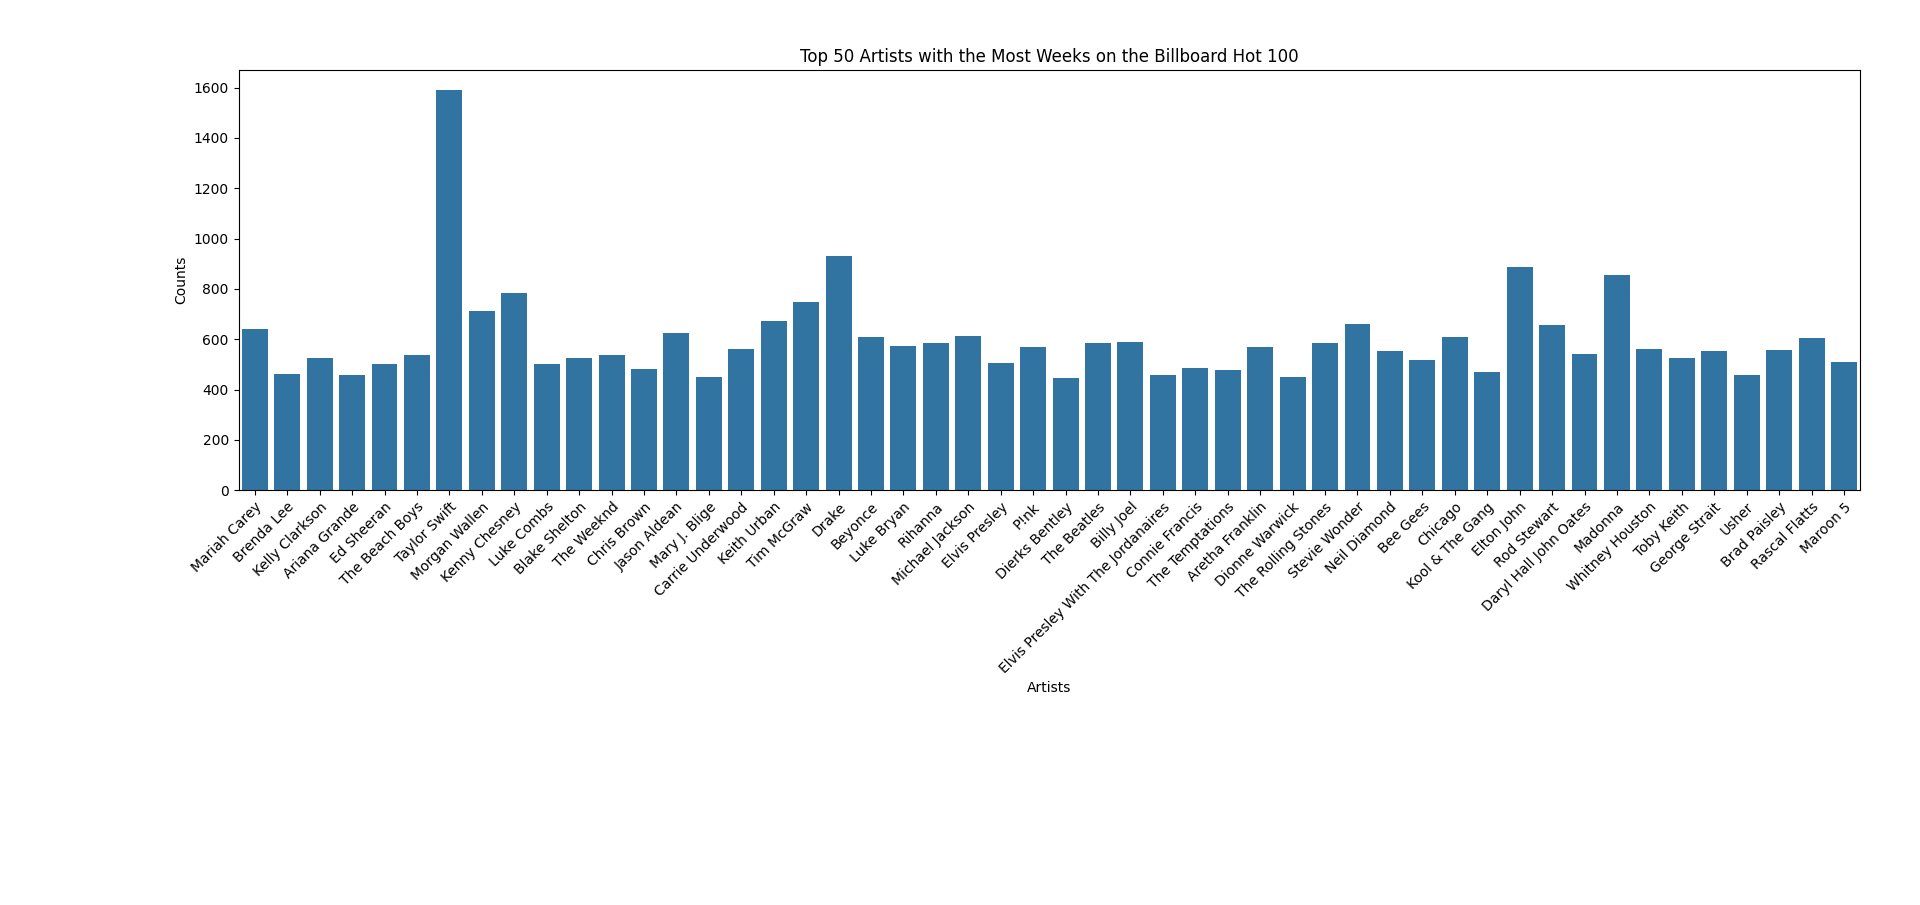 Top 50 Artists with the Most Weeks on the Billboard Hot 100
Counts
1600
1400
1200
1000
800
600
400
200
0
Mariah Carey
Brenda Lee
Kelly Clarkson
Ariana Grande
Ed Sheeran
The Beach Boys
Taylor Swift
Morgan Wallen
Kenny Chesney
Luke Combs
Blake Shelton
The Weeknd
Chris Brown
Jason Aldean
Mary J. Blige
Carrie Underwood
Keith Urban
Tim McGraw
Drake
Beyonce
Luke Bryan
Rihanna
Michael Jackson
Elvis Presley
P!nk
Dierks Bentley
The Beatles
Billy Joel
Elvis Presley With The Jordanaires
Connie Francis
The Temptations
Aretha Franklin
Dionne Warwick
The Rolling Stones
Stevie Wonder
Neil Diamond
Bee Gees
Chicago
Kool & The Gang
Elton John
Rod Stewart
Daryl Hall John Oates
Madonna
Whitney Houston
Toby Keith
George Strait
Usher
Brad Paisley
Rascal Flatts
Maroon 5
Artists